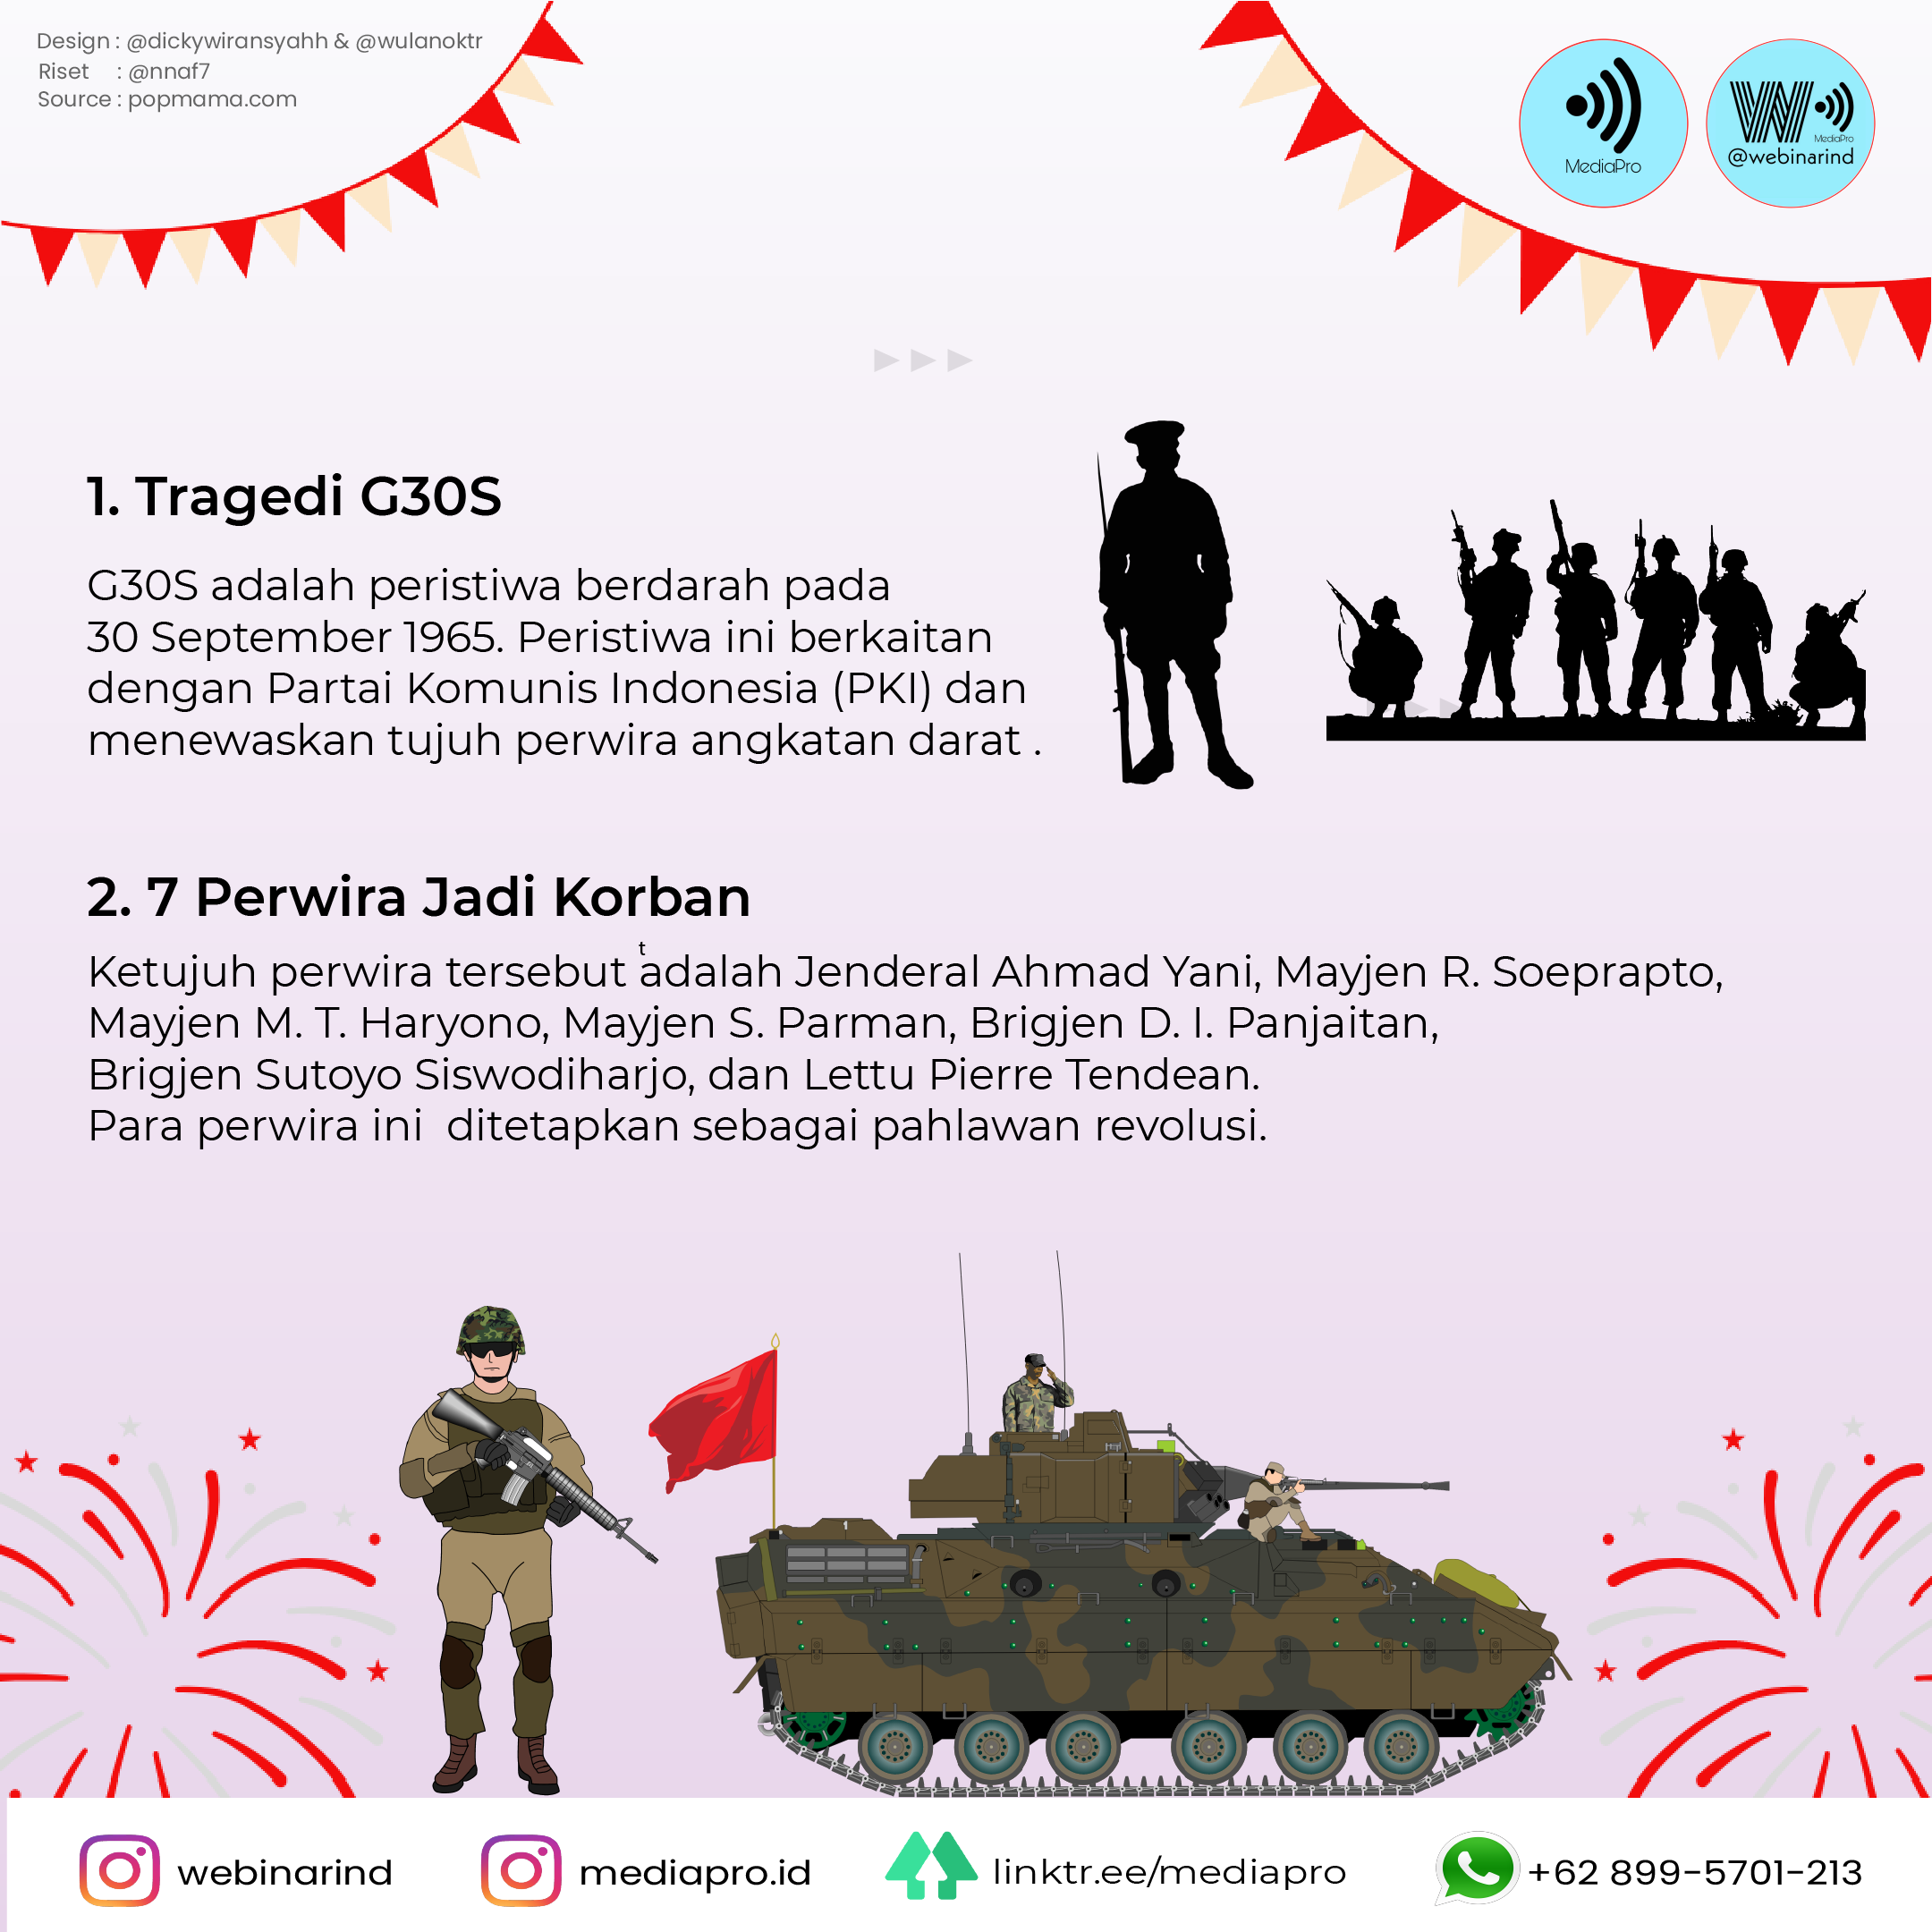 Design : @dickywiransyahh & @wulanoktr
Riset : @nnaf7
Source : popmama.com
MediaPro
W MediaPro
@webinarind
1. Tragedi G30S
G30S adalah peristiwa berdarah pada
30 September 1965. Peristiwa ini berkaitan
dengan Partai Komunis Indonesia (PKI) dan
menewaskan tujuh perwira angkatan darat .
2. 7 Perwira Jadi Korban
t
Ketujuh perwira tersebut adalah Jenderal Ahmad Yani, Mayjen R. Soeprapto,
Mayjen M. T. Haryono, Mayjen S. Parman, Brigjen D. I. Panjaitan,
Brigjen Sutoyo Siswodiharjo, dan Lettu Pierre Tendean.
Para perwira ini  ditetapkan sebagai pahlawan revolusi.
webinarind
mediapro.id
linktr.ee/mediapro
+62 899-5701-213